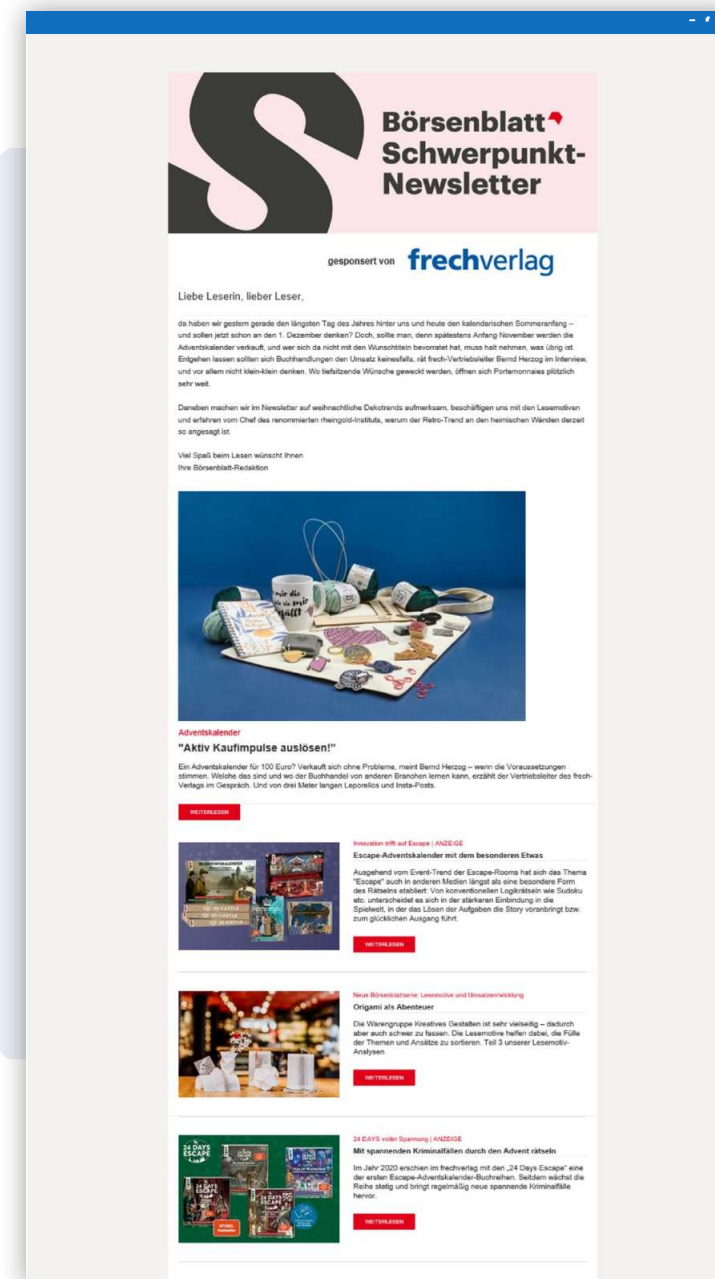 Börsenblatt
Schwerpunkt-
Newsletter
gesponsert von frechverlag
Liebe Leserin, lieber Leser,
da haben wir gestern gerade den längsten Tag des Jahres hinter uns und heute den kalendarischen Sommeranfang –
und sollen jetzt schon an den 1. Dezember denken? Doch, sollte man, denn spätestens Anfang November werden die
Adventskalender verkauft, und wer sich da nicht mit den Wunschtiteln bevorratet hat, muss halt nehmen, was übrig ist.
Entgehen lassen sollten sich Buchhandlungen den Umsatz keinesfalls, rät frech-Vertriebsleiter Bernd Herzog im Interview,
und vor allem nicht klein-klein denken. Wo tiefsitzende Wünsche geweckt werden, öffnen sich Portemonnaies plötzlich
sehr weit.
Daneben machen wir im Newsletter auf weihnachtliche Dekotrends aufmerksam, beschäftigen uns mit den Lesemotiven
und erfahren vom Chef des renommierten rheingold-Instituts, warum der Retro-Trend an den heimischen Wänden derzeit
so angesagt ist.
Viel Spaß beim Lesen wünscht Ihnen
Ihre Börsenblatt-Redaktion
Adventskalender
"Aktiv Kaufimpulse auslösen!"
Ein Adventskalender für 100 Euro? Verkauft sich ohne Probleme, meint Bernd Herzog – wenn die Voraussetzungen
stimmen. Welche das sind und wo der Buchhandel von anderen Branchen lernen kann, erzählt der Vertriebsleiter des frech-
Verlags im Gespräch. Und von drei Meter langen Leporellos und Insta-Posts.
WEITERLESEN
Innovation trifft auf Escape | ANZEIGE
Escape-Adventskalender mit dem besonderen Etwas
Ausgehend vom Event-Trend der Escape-Rooms hat sich das Thema
"Escape" auch in anderen Medien längst als eine besondere Form
des Rätselns etabliert: Von konventionellen Logikrätseln wie Sudoku
etc. unterscheidet es sich in der stärkeren Einbindung in die
Spielwelt, in der das Lösen der Aufgaben die Story voranbringt bzw.
zum glücklichen Ausgang führt.
WEITERLESEN
Neue Börsenblattserie: Lesemotive und Umsatzentwicklung
Origami als Abenteuer
Die Warengruppe Kreatives Gestalten ist sehr vielseitig – dadurch
aber auch schwer zu fassen. Die Lesemotive helfen dabei, die Fülle
der Themen und Ansätze zu sortieren. Teil 3 unserer Lesemotiv-
Analysen.
WEITERLESEN
24 DAYS
ESCAPE
24 DAYS voller Spannung | ANZEIGE
Mit spannenden Kriminalfällen durch den Advent rätseln
Im Jahr 2020 erschien im frechverlag mit den „24 Days Escape" eine
der ersten Escape-Adventskalender-Buchreihen. Seitdem wächst die
Reihe stetig und bringt regelmäßig neue spannende Kriminalfälle
hervor.
WEITERLESEN